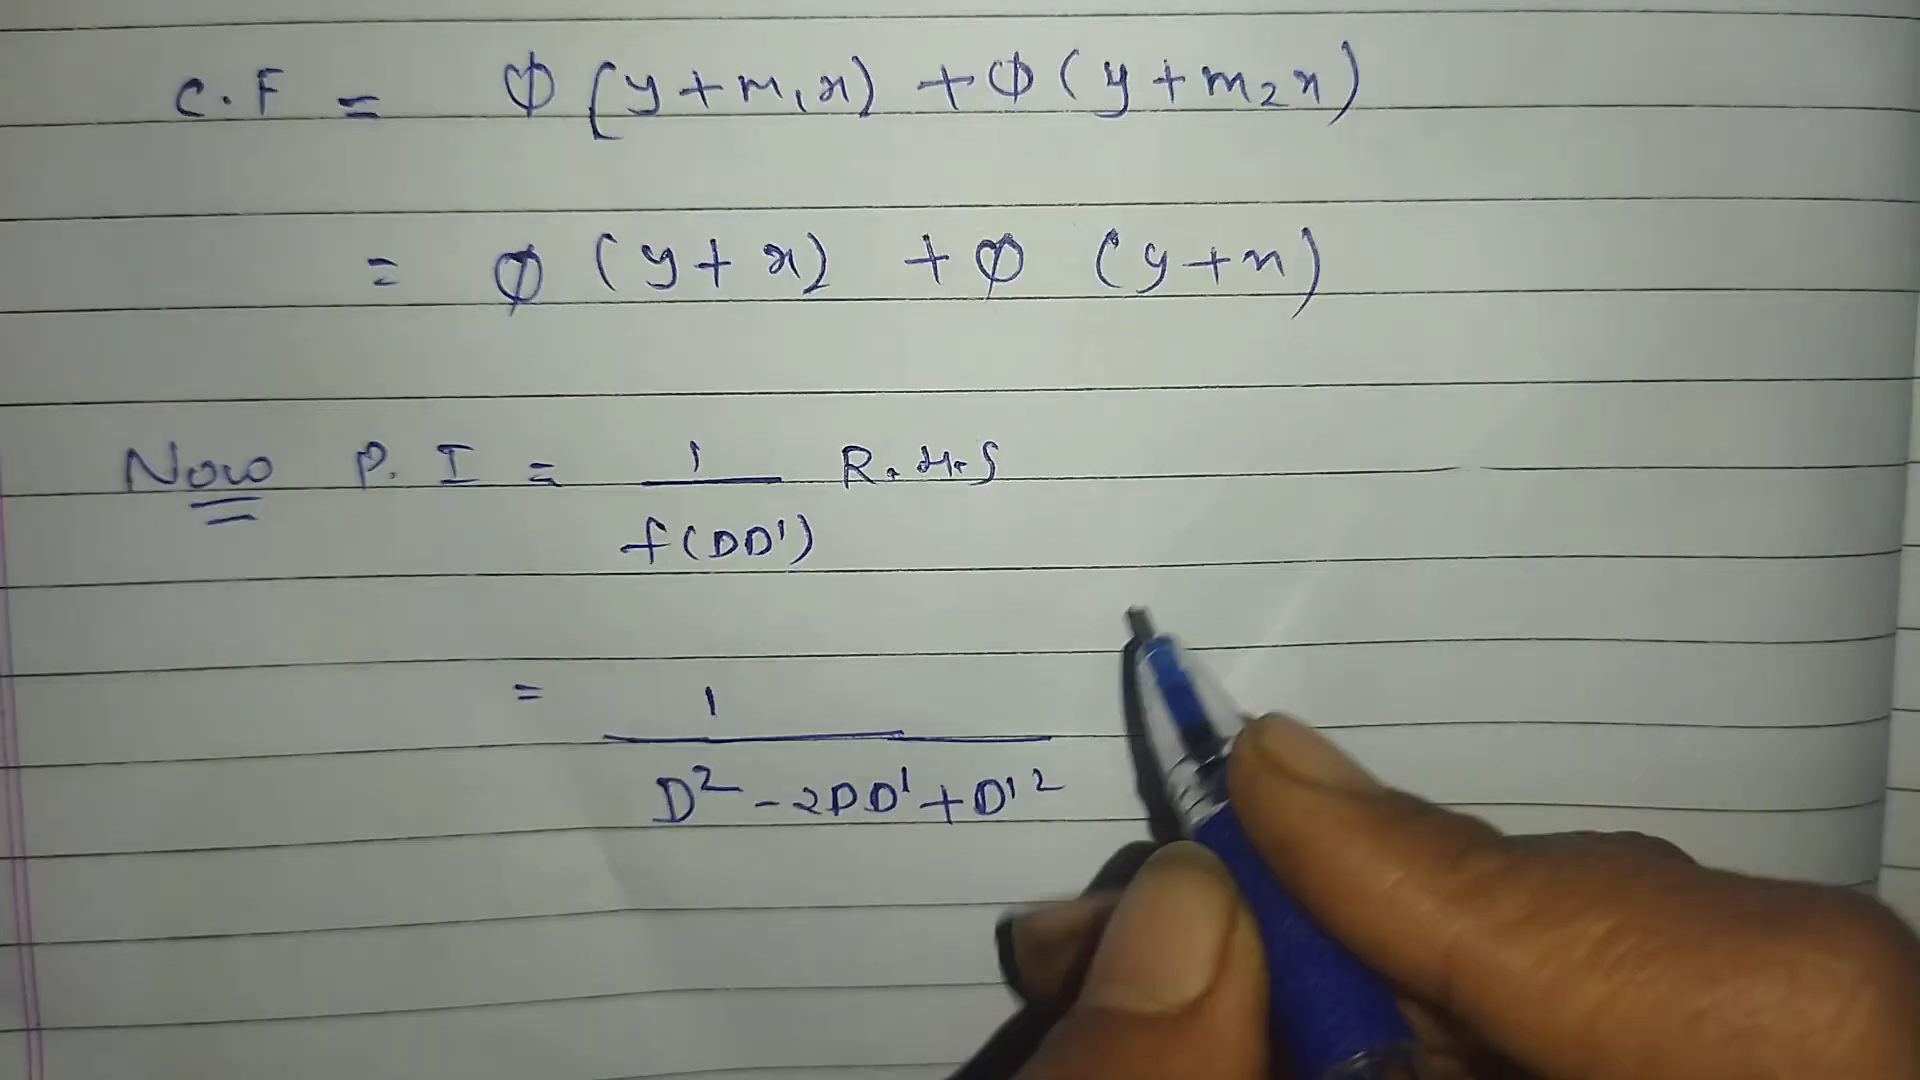 C.F = φ(y+m₁x) + φ(y+m₂x)
= φ (y+x) + φ (y+x)
Now P.I = 1/f(DD') R.H.S
= 1/D² - 2DD' + D'²